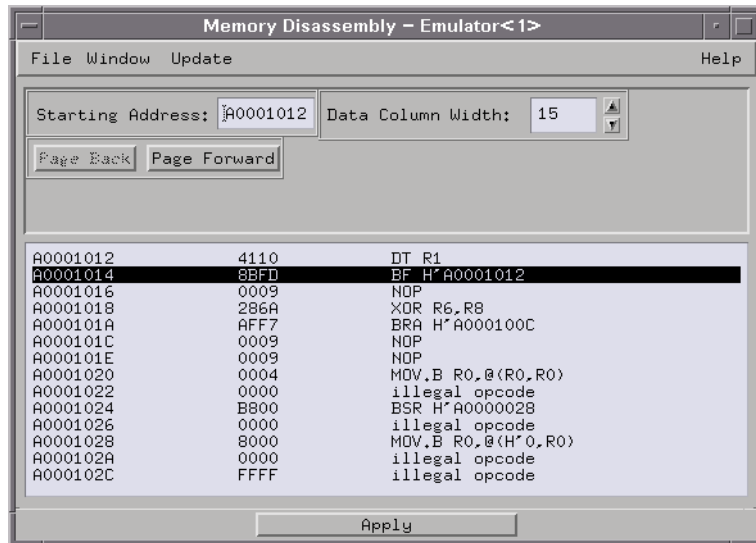 Memory Disassembly – Emulator<1>
File Window Update Help
Starting Address: A0001012 Data Column Width: 15
Page Back Page Forward
A0001012 4110 DT R1
A0001014 8BFD BF H'A0001012
A0001016 0009 NOP
A0001018 286A XOR R6,R8
A000101A AFF7 BRA H'A000100C
A000101C 0009 NOP
A000101E 0009 NOP
A0001020 0004 MOV.B R0,@(R0,R0)
A0001022 0000 illegal opcode
A0001024 B800 BSR H'A0000028
A0001026 0000 illegal opcode
A0001028 8000 MOV.B R0,@(H'0,R0)
A000102A 0000 illegal opcode
A000102C FFFF illegal opcode
Apply